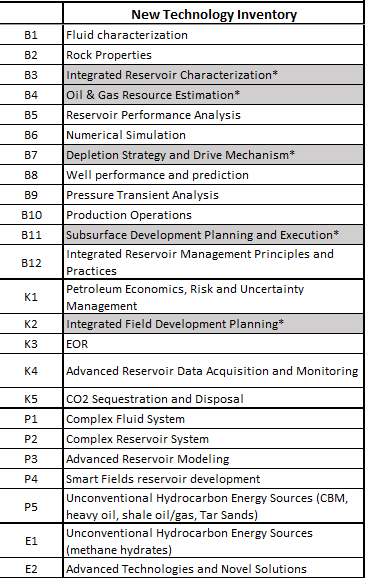 New Technology Inventory
B1 Fluid characterization
B2 Rock Properties
B3 Integrated Reservoir Characterization*
B4 Oil & Gas Resource Estimation*
B5 Reservoir Performance Analysis
B6 Numerical Simulation
B7 Depletion Strategy and Drive Mechanism*
B8 Well performance and prediction
B9 Pressure Transient Analysis
B10 Production Operations
B11 Subsurface Development Planning and Execution*
B12 Integrated Reservoir Management Principles and
Practices
K1 Petroleum Economics, Risk and Uncertainty
Management
K2 Integrated Field Development Planning*
K3 EOR
K4 Advanced Reservoir Data Acquisition and Monitoring
K5 CO2 Sequestration and Disposal
P1 Complex Fluid System
P2 Complex Reservoir System
P3 Advanced Reservoir Modeling
P4 Smart Fields reservoir development
P5 Unconventional Hydrocarbon Energy Sources (CBM,
heavy oil, shale oil/gas, Tar Sands)
E1 Unconventional Hydrocarbon Energy Sources
(methane hydrates)
E2 Advanced Technologies and Novel Solutions